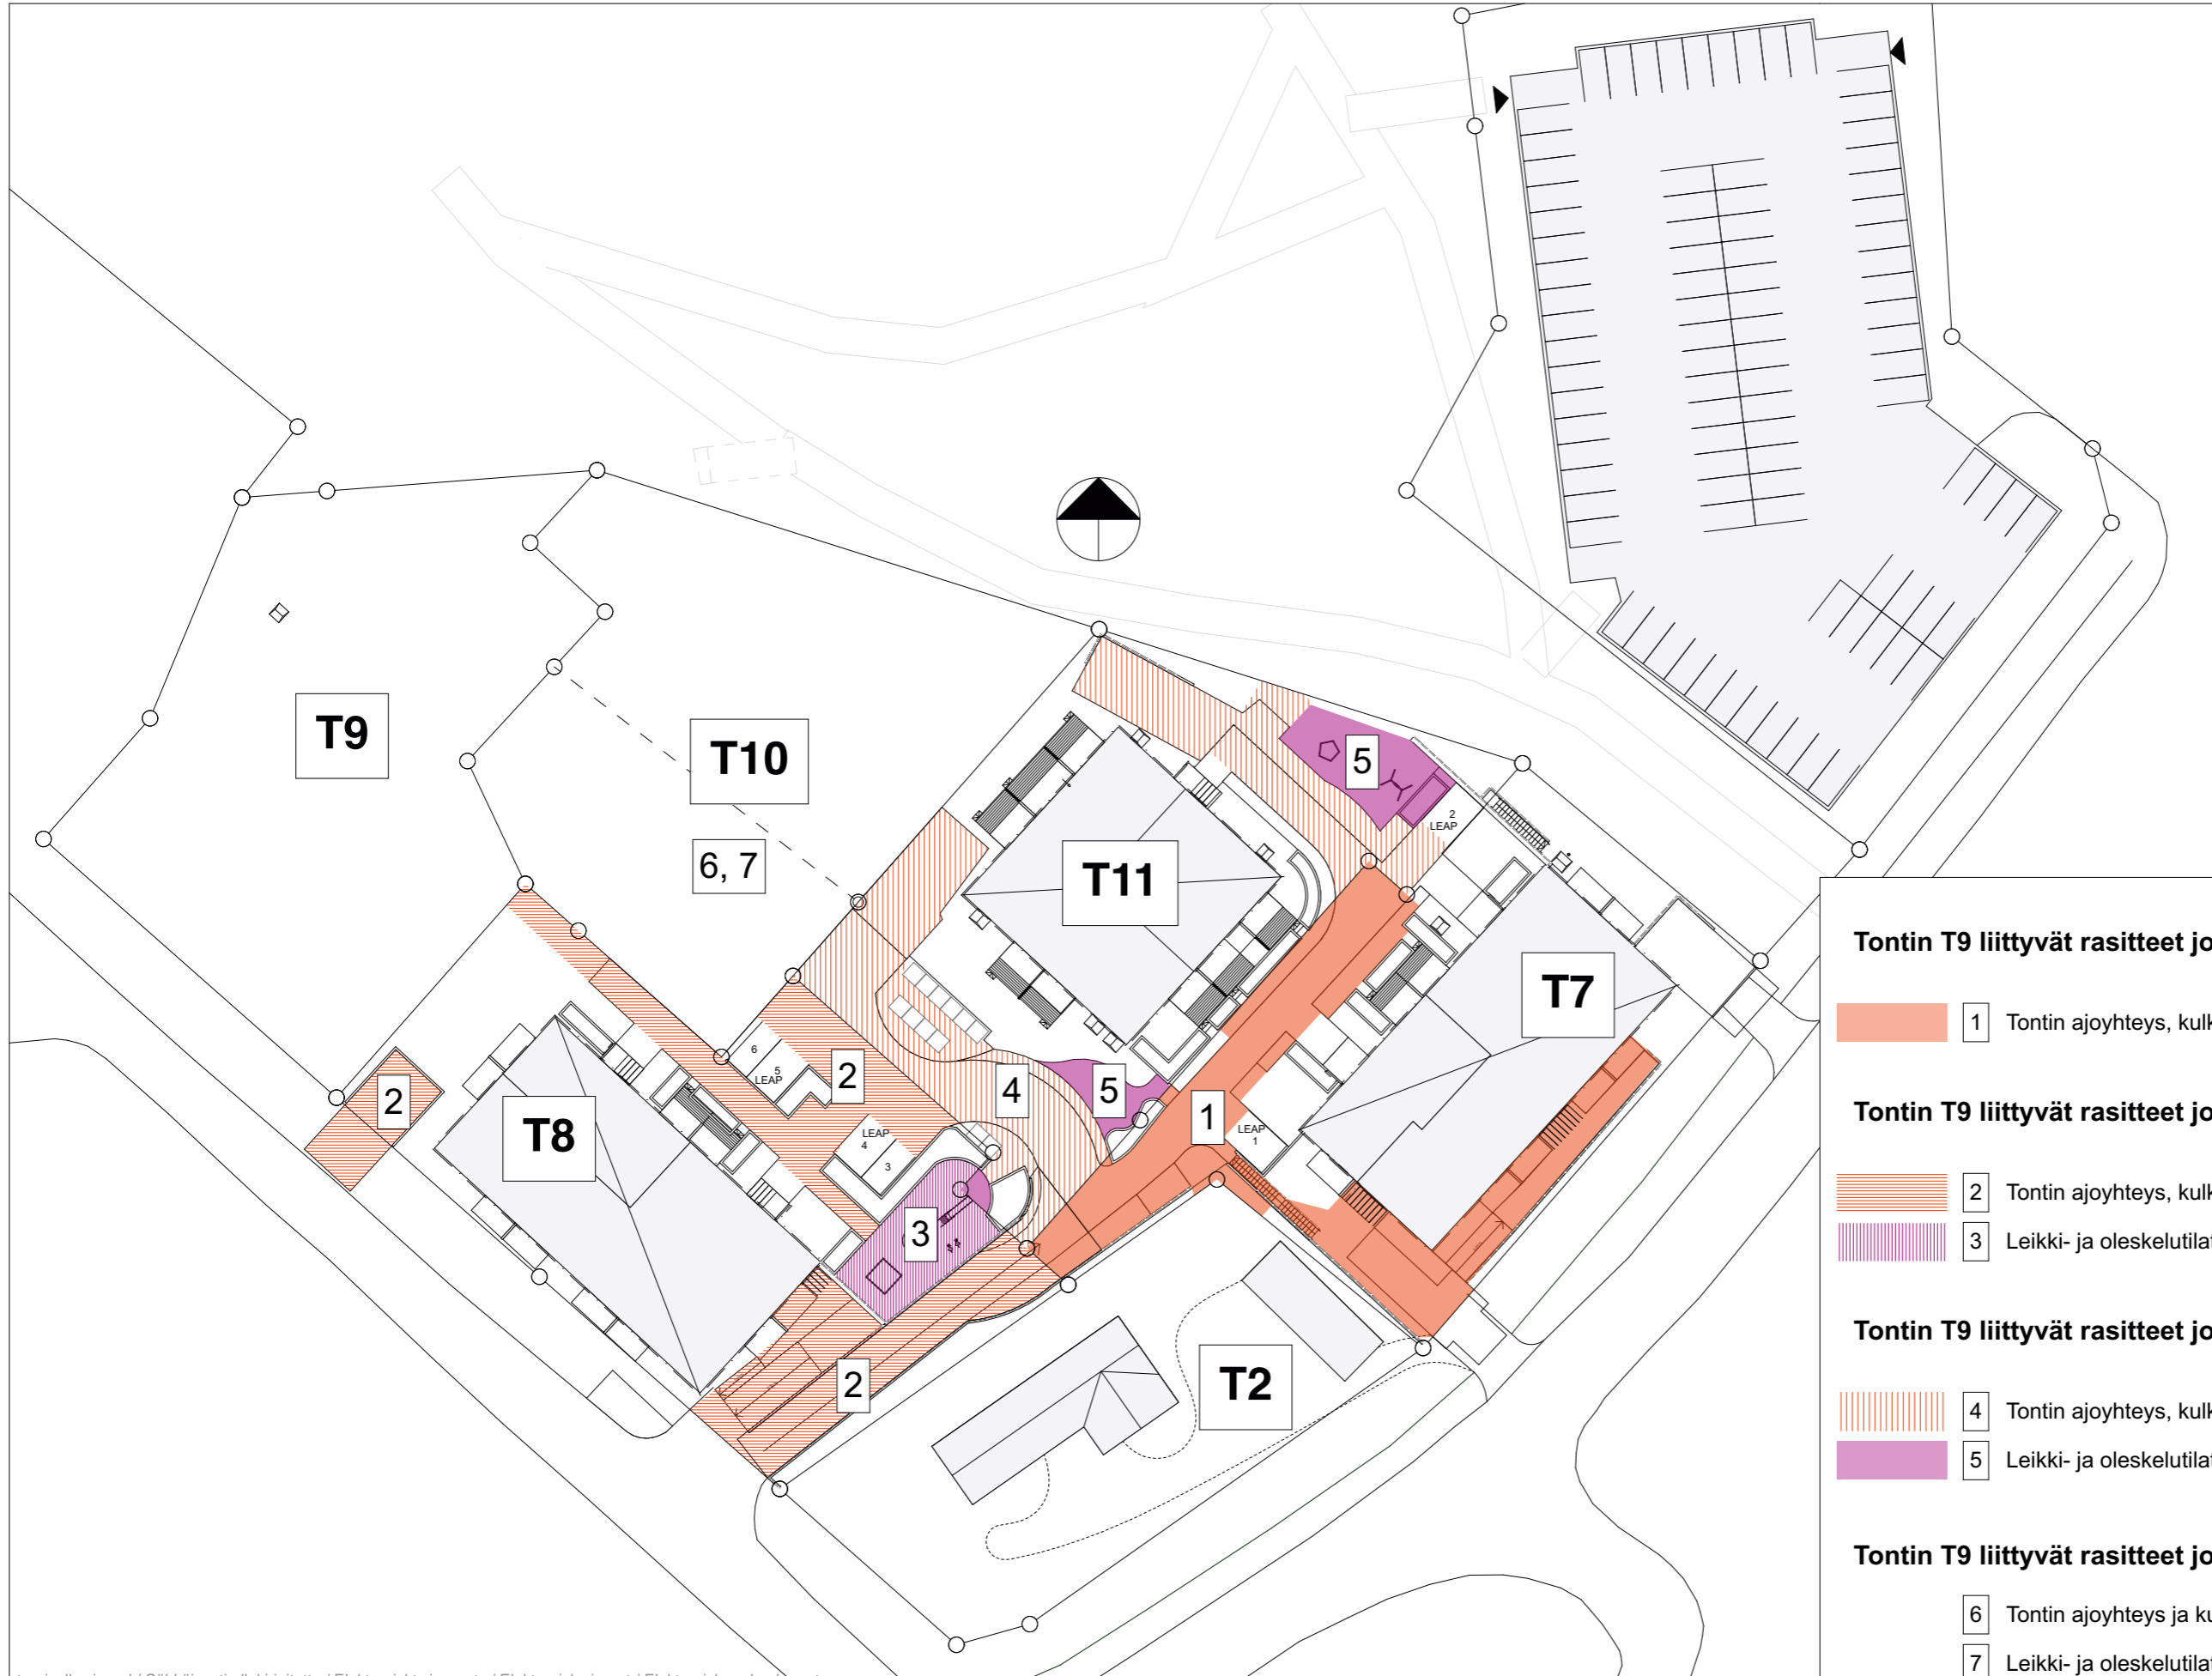 T9
T10
6, 7
T11
5
2
LEAP
T7
2
T8
6
5
LEAP
2
LEAP
4
3
4
5
1
LEAP
1
3
2
T2
Tontin T9 liittyvät rasitteet jo
1 Tontin ajoyhteys, kulk
Tontin T9 liittyvät rasitteet jo
2 Tontin ajoyhteys, kulk
3 Leikki- ja oleskelutilat
Tontin T9 liittyvät rasitteet jo
4 Tontin ajoyhteys, kulk
5 Leikki- ja oleskelutilat
Tontin T9 liittyvät rasitteet jo
6 Tontin ajoyhteys ja ku
7 Leikki- ja oleskelutilat